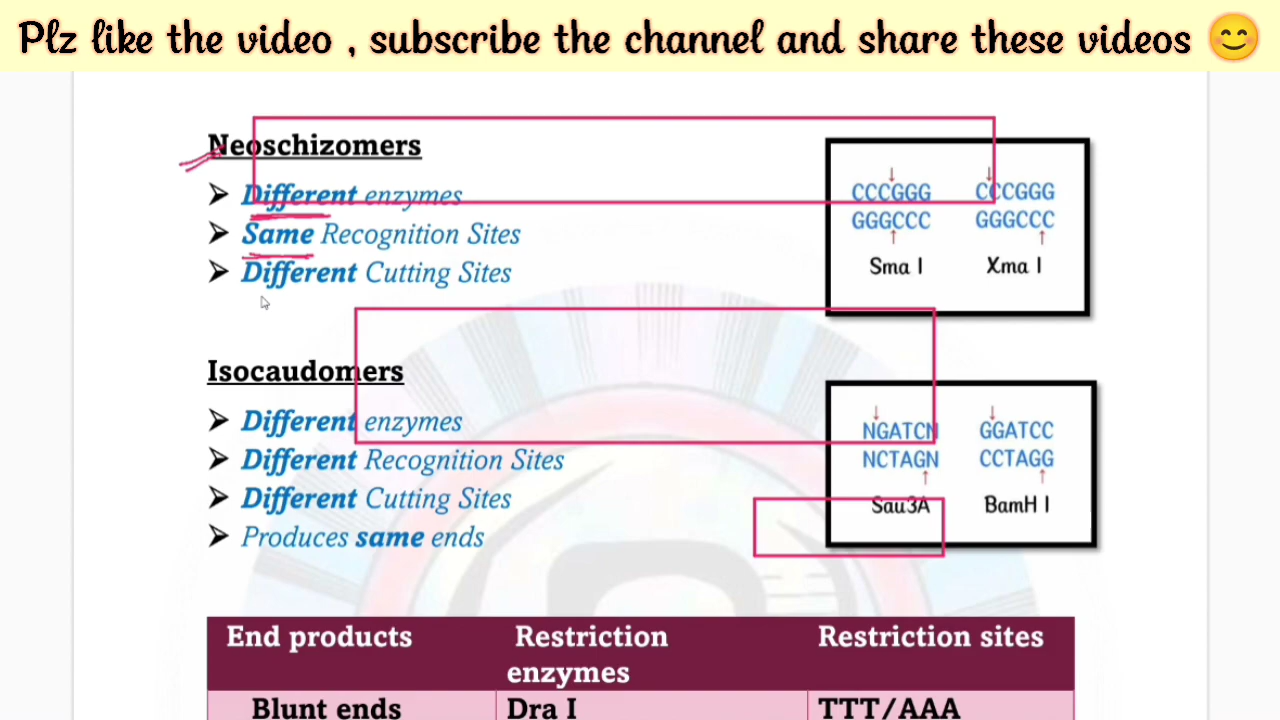 Plz like the video , subscribe the channel and share these videos 😊
Neoschizomers
➤ Different enzymes
➤ Same Recognition Sites
➤ Different Cutting Sites
↓ ↓
CCCGGG CCCGGG
GGGCCC GGGCCC
↑ ↑
Sma I Xma I
Isocaudomers
➤ Different enzymes
➤ Different Recognition Sites
➤ Different Cutting Sites
➤ Produces same ends
↓ ↓
NGATCN GGATCC
NCTAGN CCTAGG
↑ ↑
Sau3A BamH I
End products Restriction enzymes Restriction sites
Blunt ends Dra I TTT/AAA